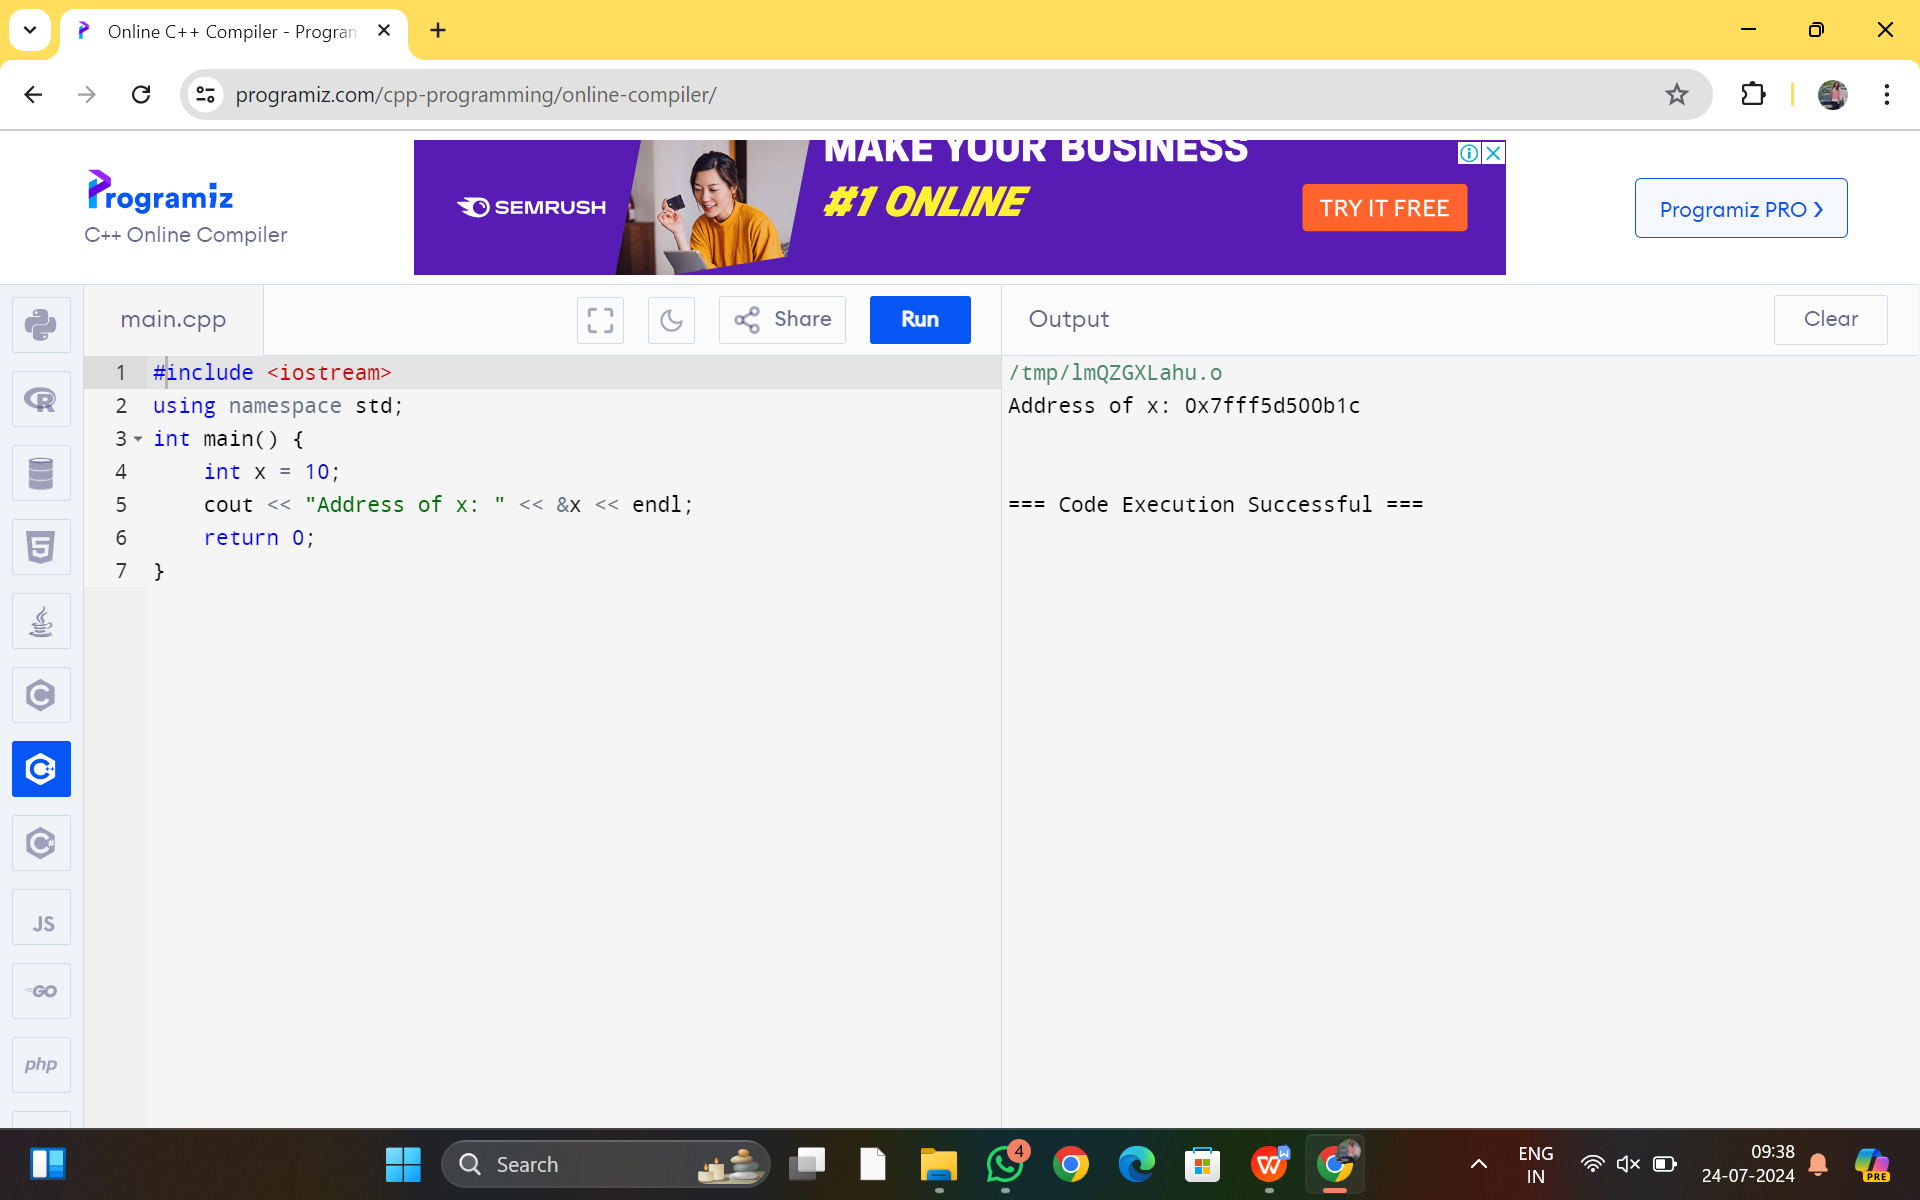 Online C++ Compiler - Program
programiz.com/cpp-programming/online-compiler/
Programiz
C++ Online Compiler
SEMRUSH
MAKE YOUR BUSINESS
#1 ONLINE
TRY IT FREE
Programiz PRO ❯
main.cpp
Share
Run
Output
Clear
1 #include <iostream>
2 using namespace std;
3 int main() {
4     int x = 10;
5     cout << "Address of x: " << &x << endl;
6     return 0;
7 }
/tmp/lmQZGXLahu.o
Address of x: 0x7fff5d500b1c
=== Code Execution Successful ===
R
C
C++
C#
JS
GO
php
Search
4
W
W
ENG
IN
09:38
24-07-2024
PRE